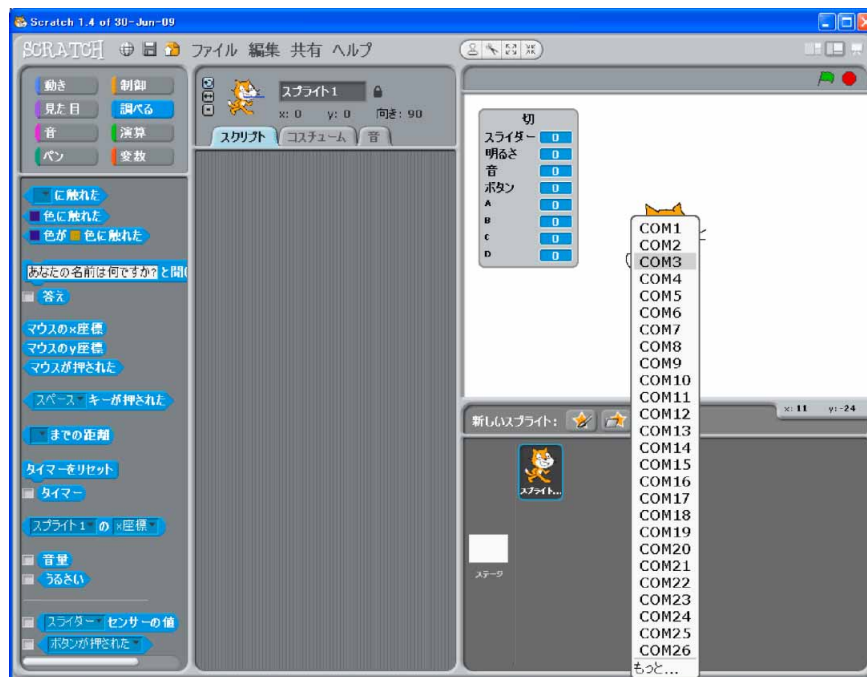 Scratch 1.4 of 30-Jun-09
SCRATCH ファイル 編集 共有 ヘルプ
動き 制御
見た目 調べる
音 演算
ペン 変数
に触れた
色に触れた
色が 色に触れた
あなたの名前は何ですか? と聞
答え
マウスのx座標
マウスのy座標
マウスが押された
スペース キーが押された
までの距離
タイマーをリセット
タイマー
スプライト1 の x座標
音量
うるさい
スライダー センサーの値
ボタンが押された
スプライト1
x: 0 y: 0 向き: 90
スクリプト コスチューム 音
切
スライダー 0
明るさ 0
音 0
ボタン 0
A 0
B 0
C 0
D 0
COM1
COM2
COM3
COM4
COM5
COM6
COM7
COM8
COM9
COM10
COM11
COM12
COM13
COM14
COM15
COM16
COM17
COM18
COM19
COM20
COM21
COM22
COM23
COM24
COM25
COM26
もっと...
x: 11 y: -24
新しいスプライト:
スプライト...
ステージ